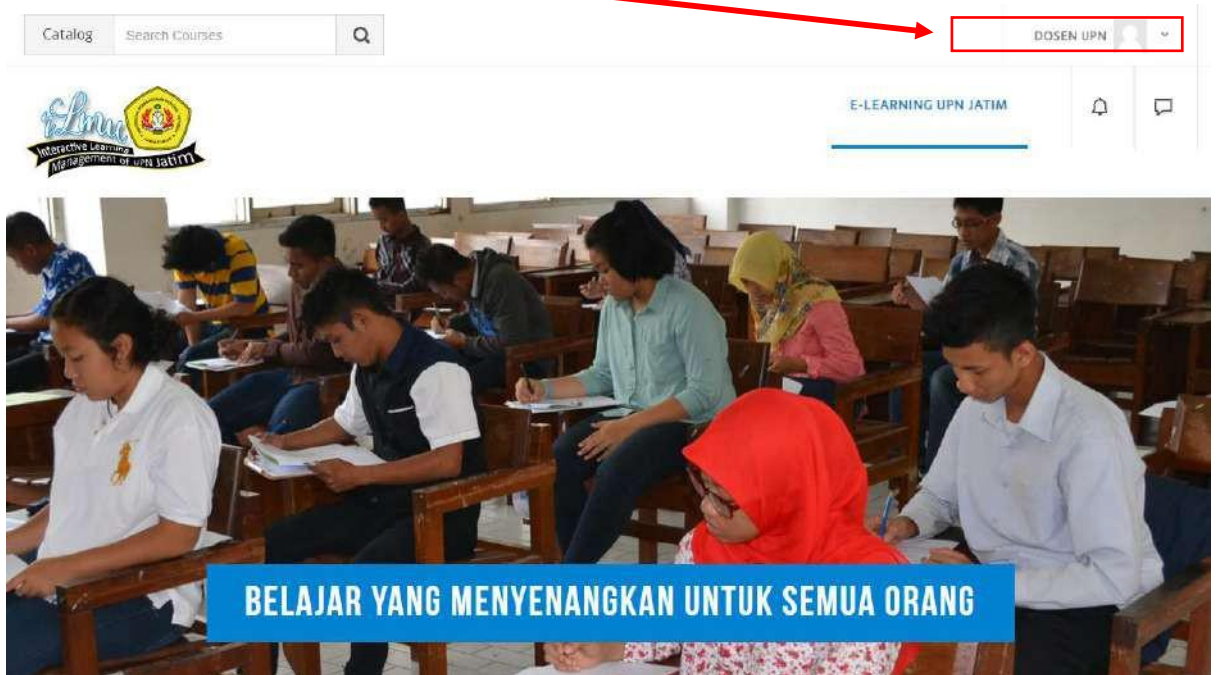 Catalog
Search Courses
DOSEN UPN
E-LEARNING UPN JATIM
iLmu
Interactive Learning
Management of UPN Jatim
BELAJAR YANG MENYENANGKAN UNTUK SEMUA ORANG